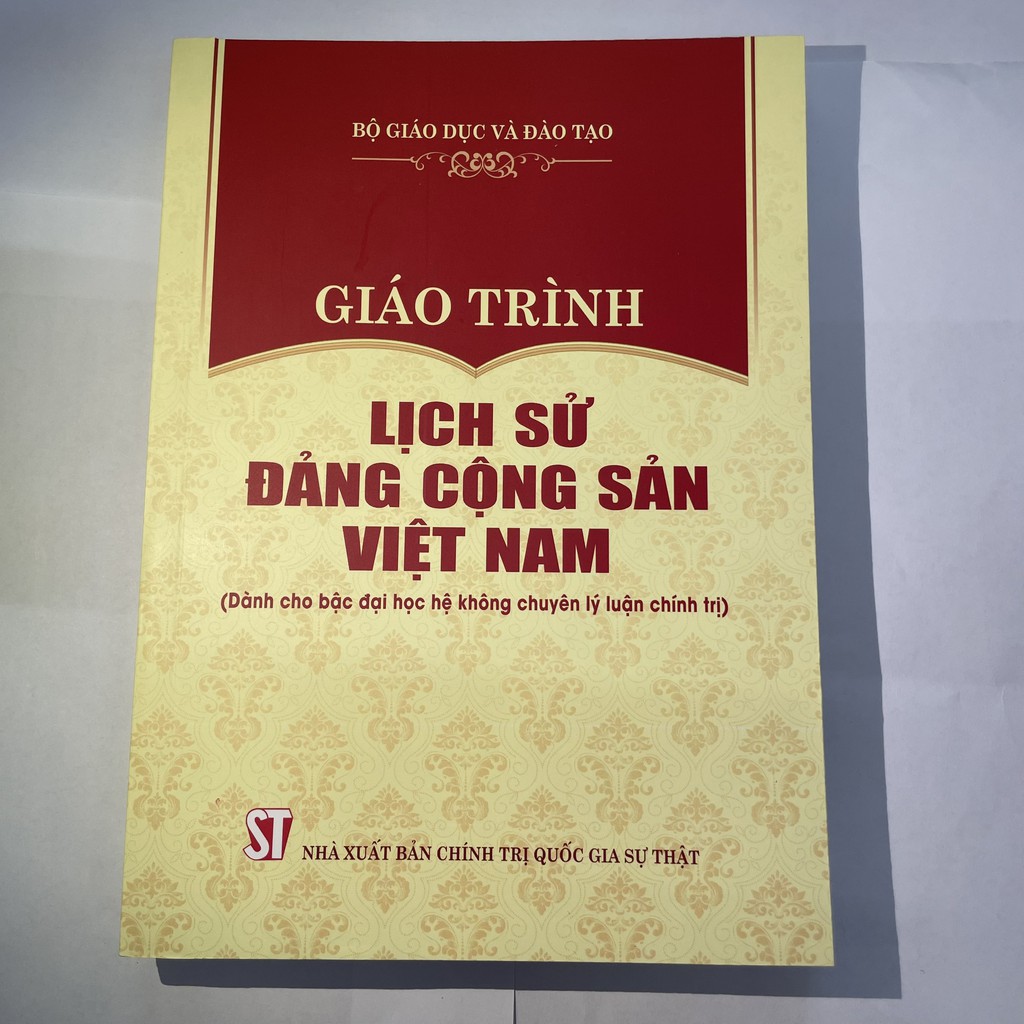 BỘ GIÁO DỤC VÀ ĐÀO TẠO
GIÁO TRÌNH
LỊCH SỬ
ĐẢNG CỘNG SẢN
VIỆT NAM
(Dành cho bậc đại học hệ không chuyên lý luận chính trị)
ST
NHÀ XUẤT BẢN CHÍNH TRỊ QUỐC GIA SỰ THẬT